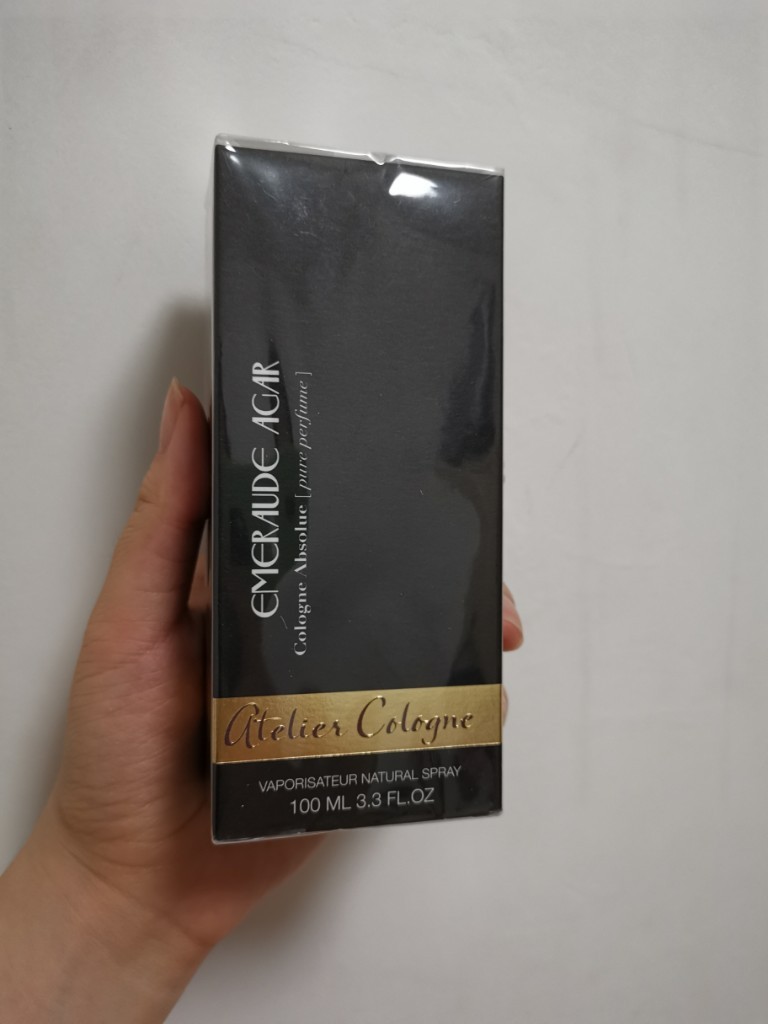 EMERAUDE AGAR
Cologne Absolue [pure perfume]
Atelier Cologne
VAPORISATEUR NATURAL SPRAY
100 ML 3.3 FL.OZ